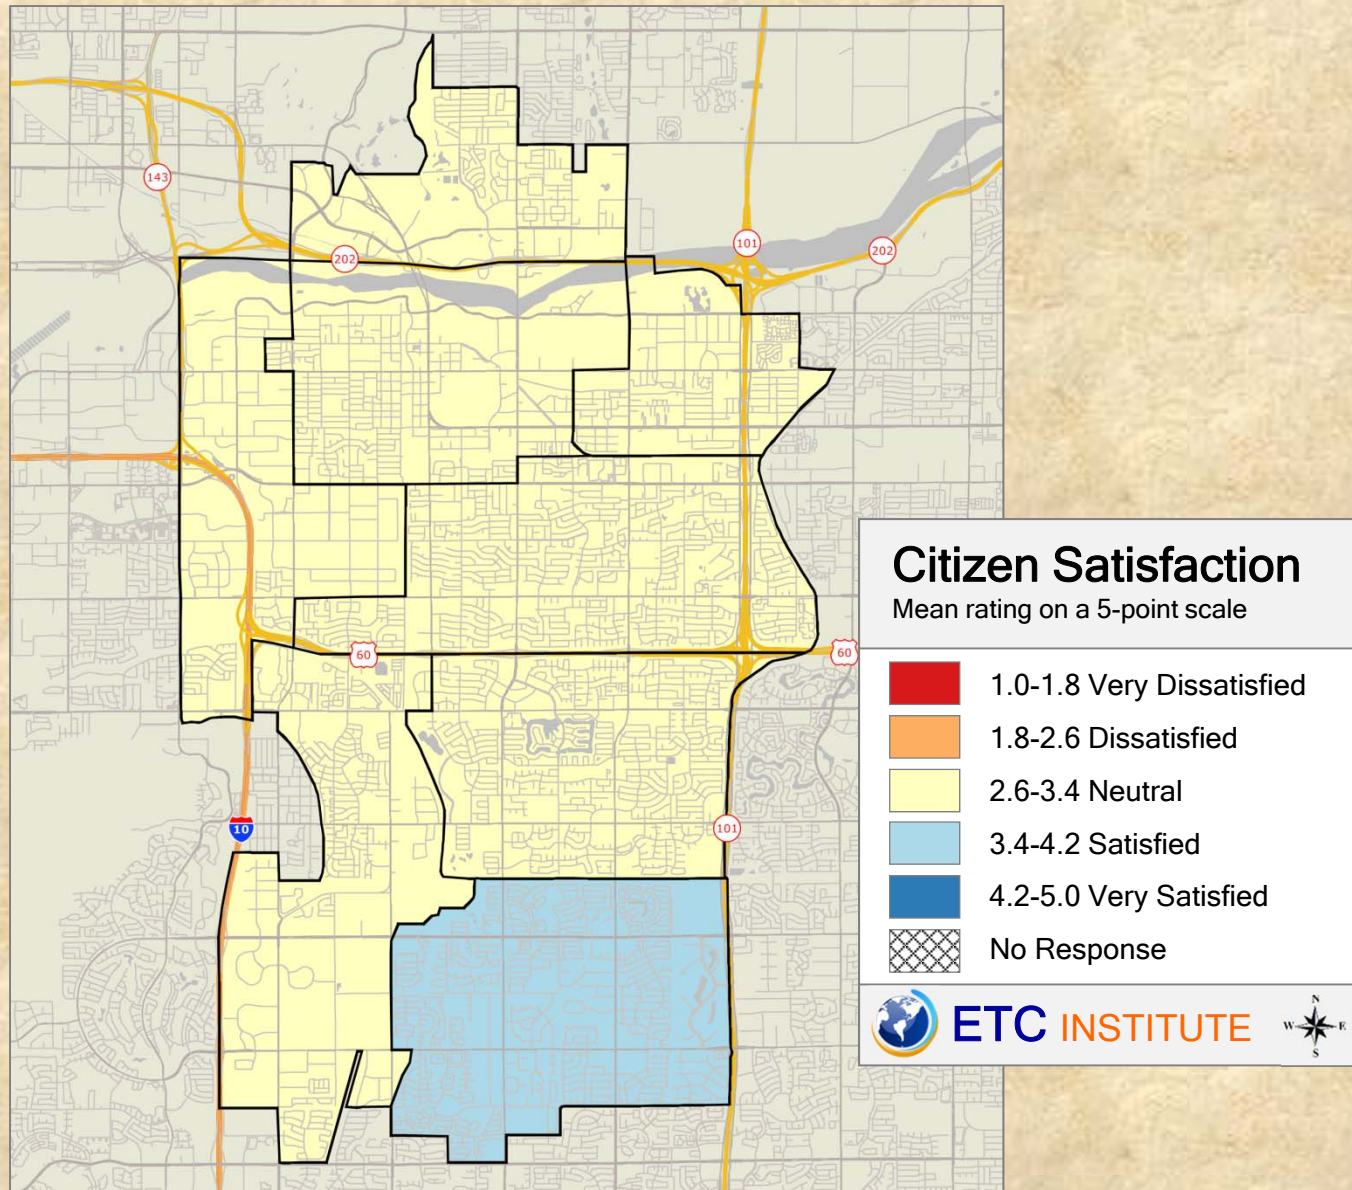 143
202
101
202
60
60
10
101
Citizen Satisfaction
Mean rating on a 5-point scale
1.0-1.8 Very Dissatisfied
1.8-2.6 Dissatisfied
2.6-3.4 Neutral
3.4-4.2 Satisfied
4.2-5.0 Very Satisfied
No Response
ETC INSTITUTE
N
W E
S